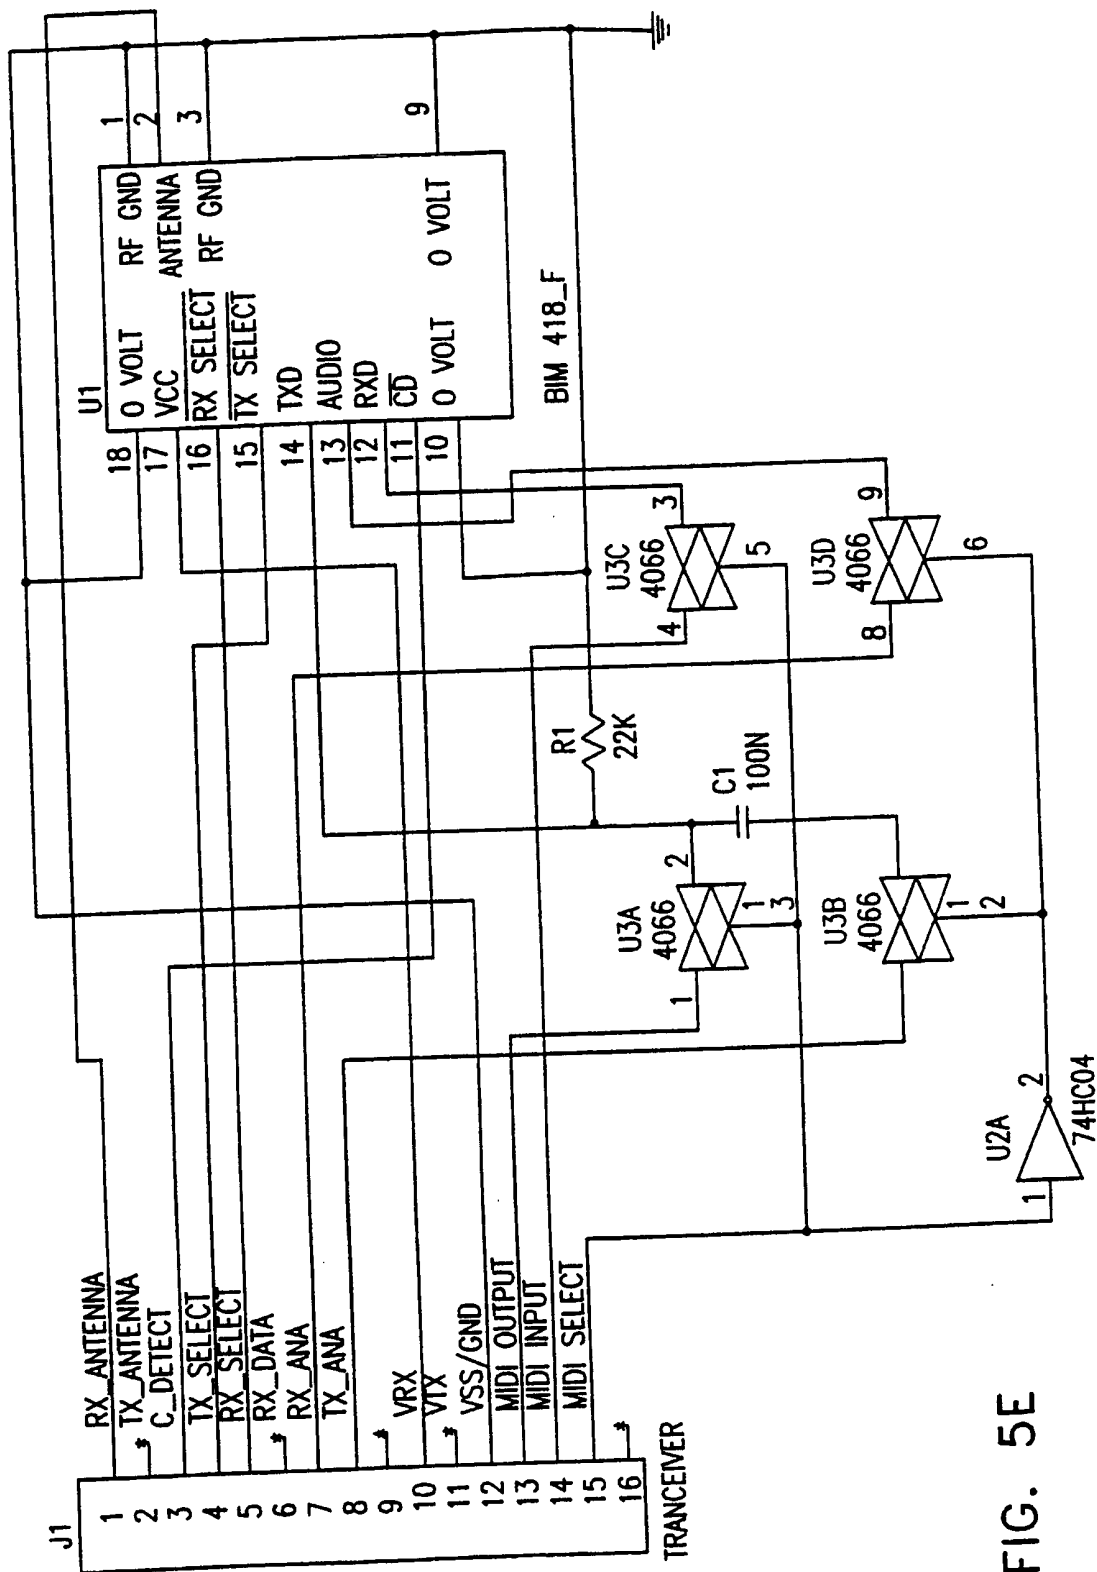 J1
1
2
3
4
5
6
7
8
9
10
11
12
13
14
15
16
TRANCEIVER
RX_ANTENNA
TX_ANTENNA
*
C_DETECT
TX_SELECT
RX_SELECT
RX_DATA
*
RX_ANA
TX_ANA
*
VRX
VTX
*
VSS/GND
MIDI OUTPUT
MIDI INPUT
MIDI SELECT
*
U1
18
17
16
15
14
13
12
11
10
O VOLT
VCC
RX SELECT
TX SELECT
TXD
AUDIO
RXD
CD
O VOLT
RF GND
ANTENNA
RF GND
O VOLT
1
2
3
9
BIM 418_F
R1
22K
C1
100N
U3A
4066
1
2
1
3
U3B
4066
1
2
U3C
4066
4
3
5
U3D
4066
8
9
6
U2A
1
2
74HC04
FIG. 5E